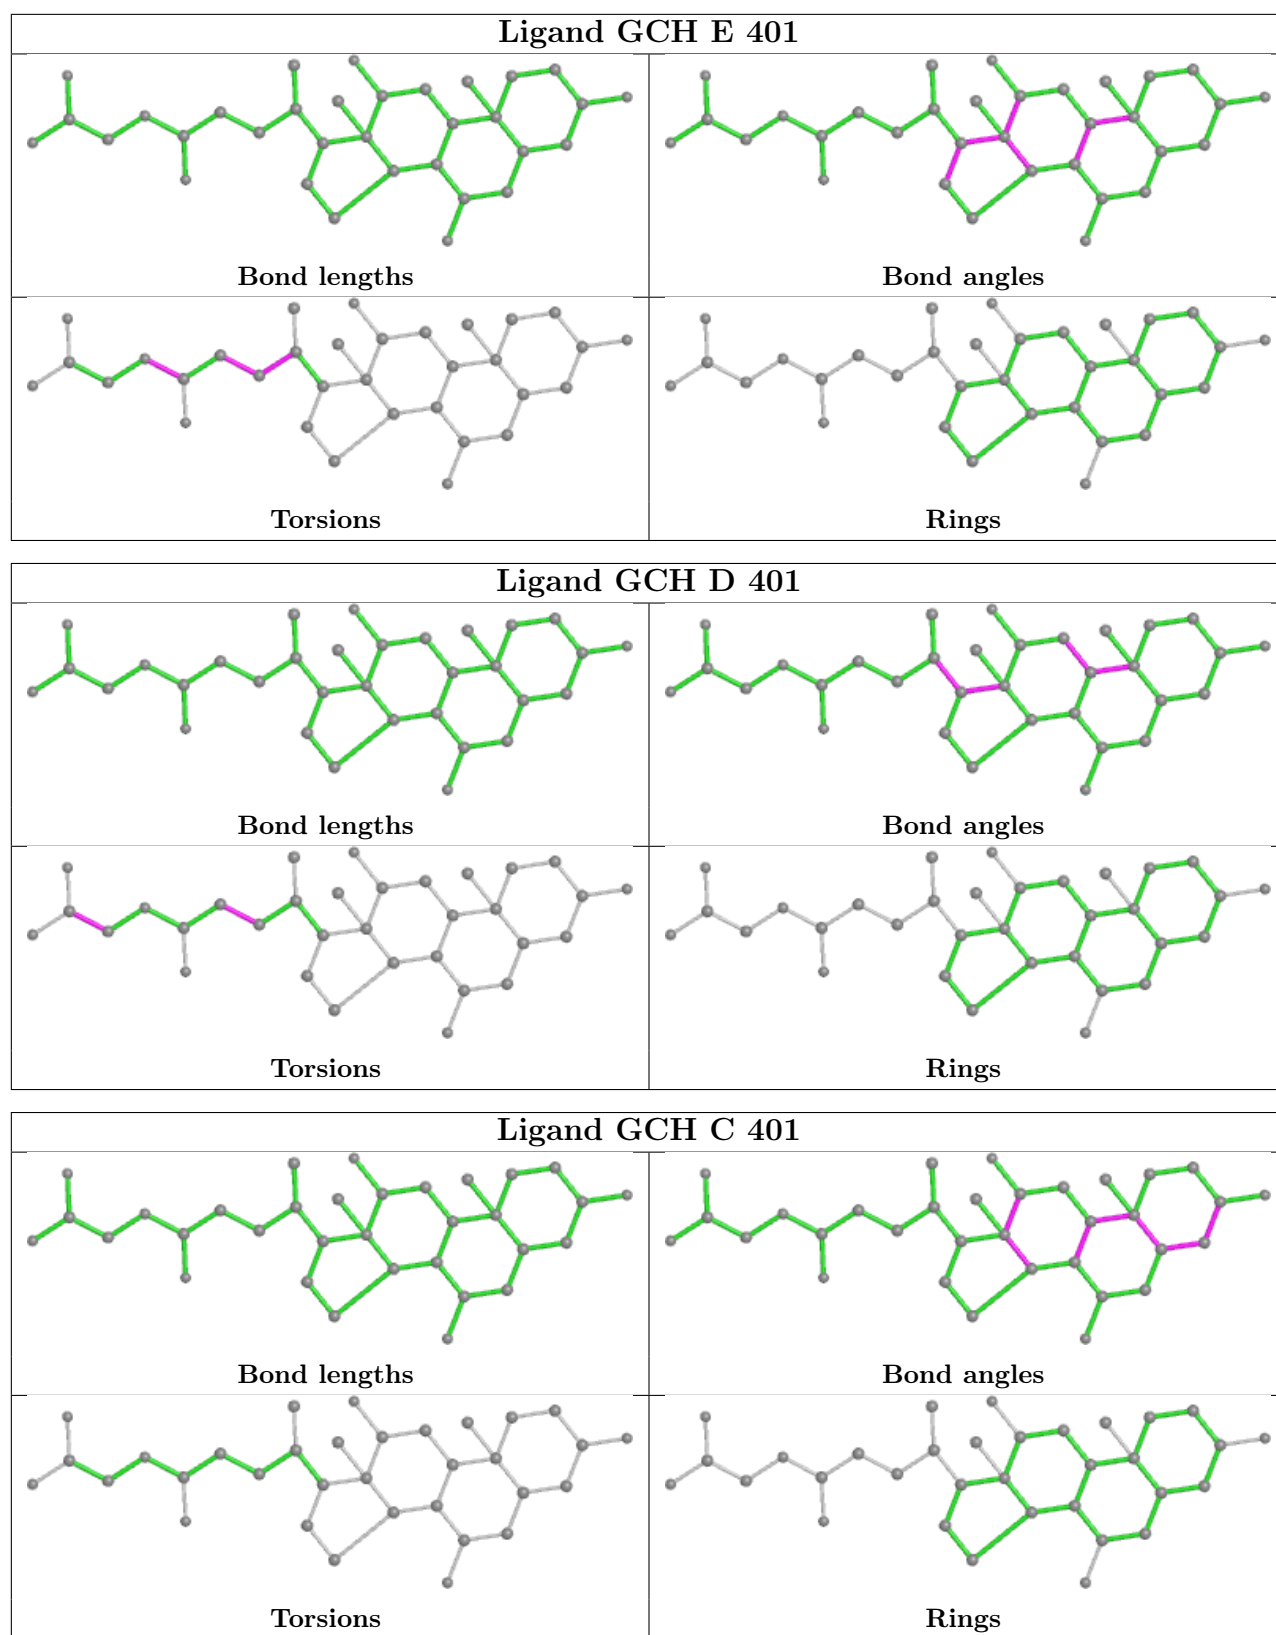 Ligand GCH E 401
Bond lengths
Bond angles
Torsions
Rings
Ligand GCH D 401
Bond lengths
Bond angles
Torsions
Rings
Ligand GCH C 401
Bond lengths
Bond angles
Torsions
Rings